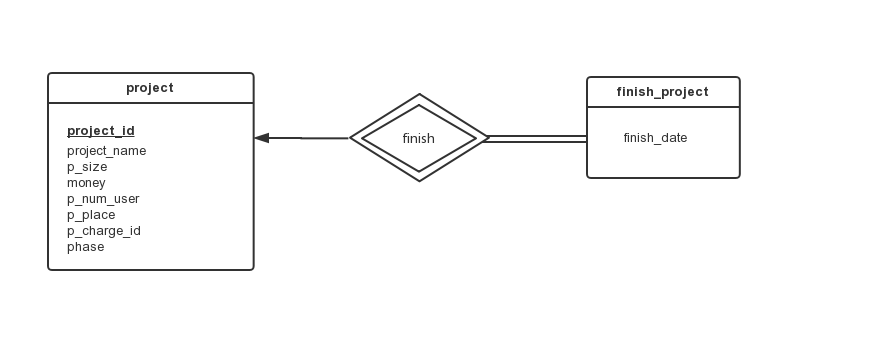 project
project_id
project_name
p_size
money
p_num_user
p_place
p_charge_id
phase
finish
finish_project
finish_date